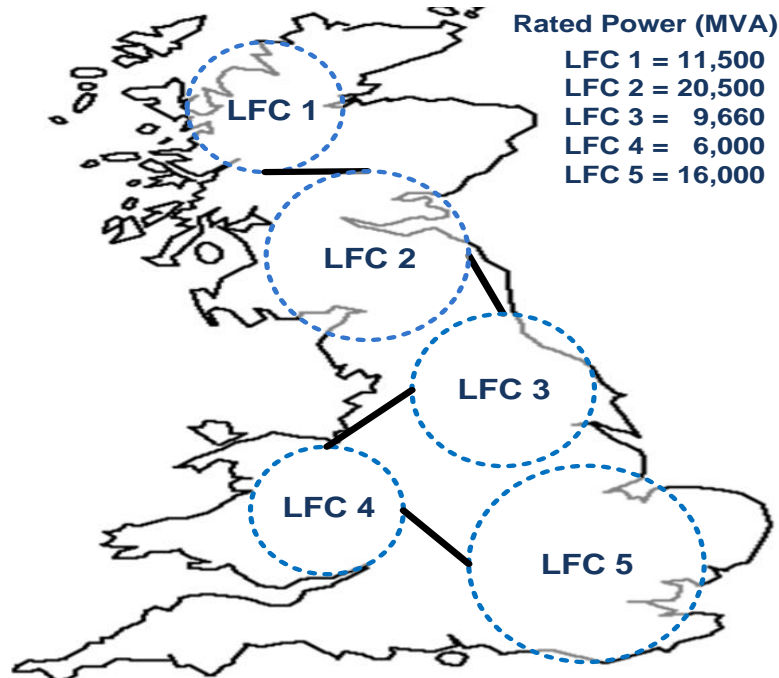 Rated Power (MVA)
LFC 1 = 11,500
LFC 2 = 20,500
LFC 3 = 9,660
LFC 4 = 6,000
LFC 5 = 16,000
LFC 1
LFC 2
LFC 3
LFC 4
LFC 5